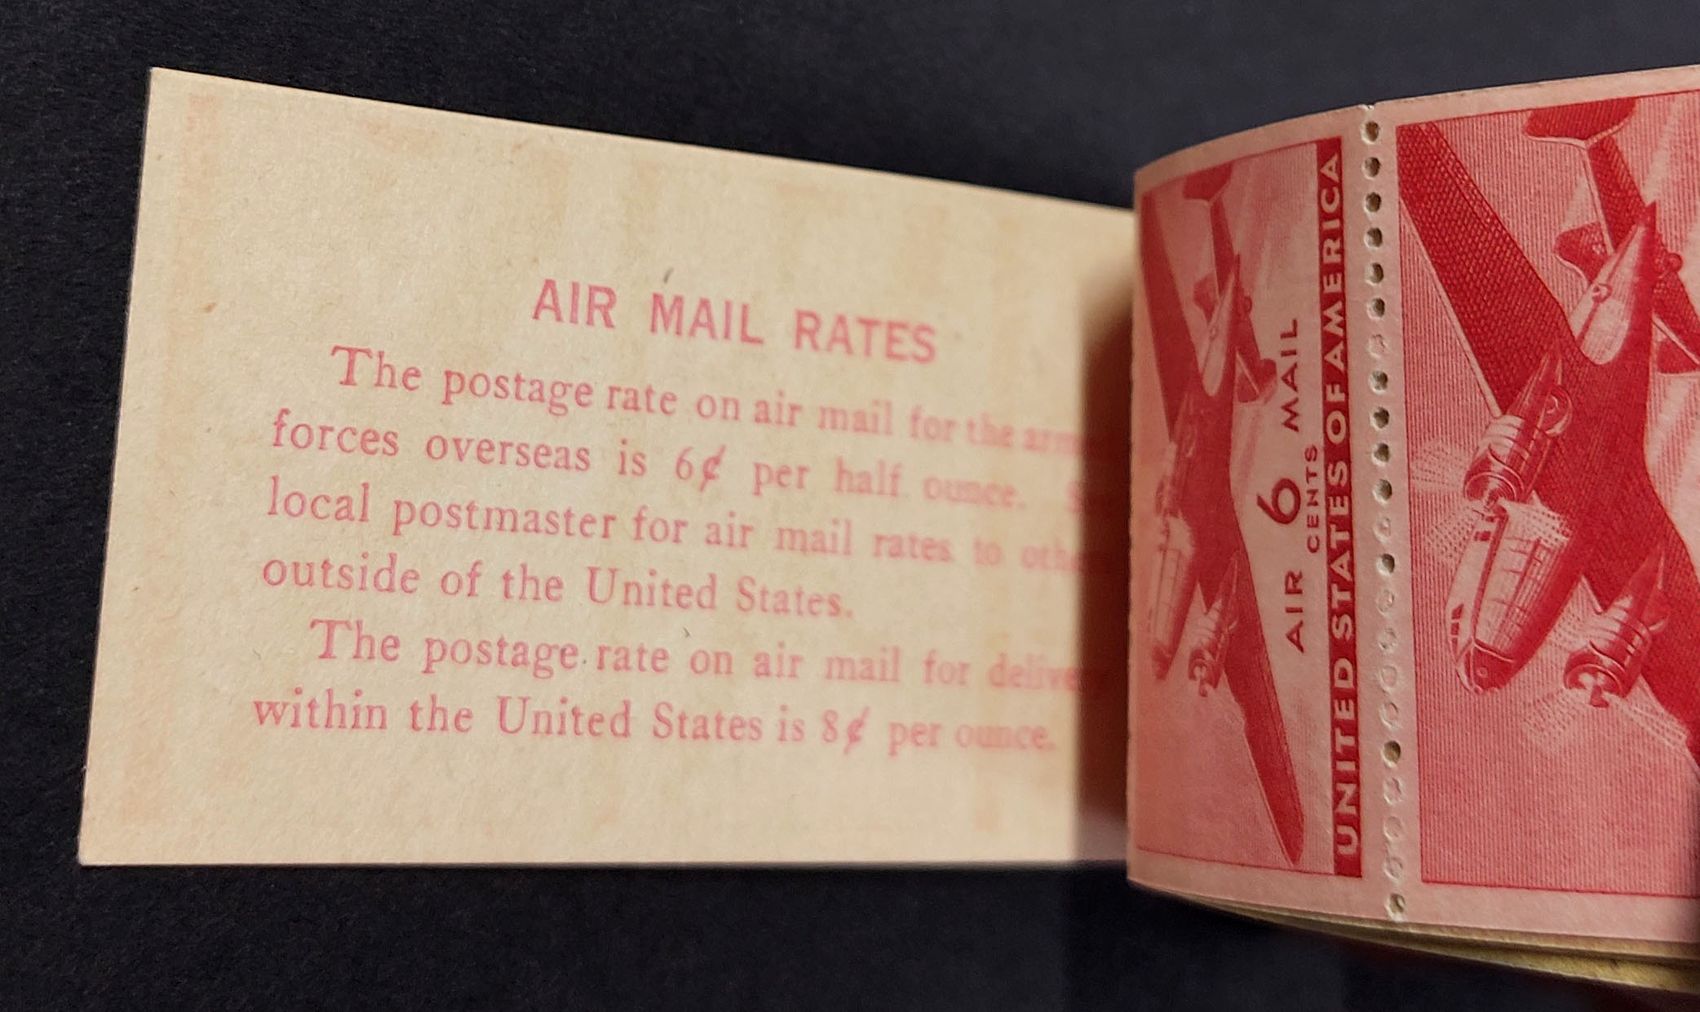 AIR MAIL RATES
The postage rate on air mail for the
forces overseas is 6¢ per half ounce.
local postmaster for air mail rates to
outside of the United States.
The postage rate on air mail for
within the United States is 8¢ per ounce.
AIR 6 MAIL
CENTS
UNITED STATES OF AMERICA